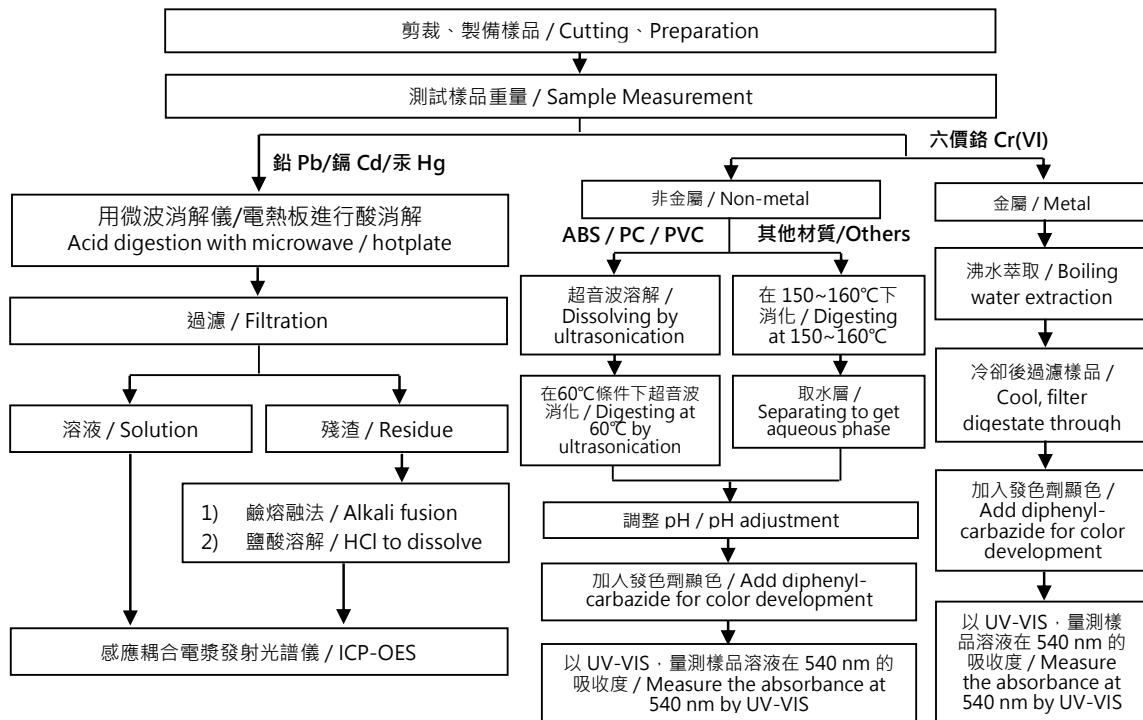 剪裁、製備樣品 / Cutting、Preparation
測試樣品重量 / Sample Measurement
鉛 Pb/鎘 Cd/汞 Hg
六價鉻 Cr(VI)
用微波消解儀/電熱板進行酸消解
Acid digestion with microwave / hotplate
過濾 / Filtration
溶液 / Solution
殘渣 / Residue
1) 鹼熔融法 / Alkali fusion
2) 鹽酸溶解 / HCl to dissolve
感應耦合電漿發射光譜儀 / ICP-OES
非金屬 / Non-metal
ABS / PC / PVC
其他材質/Others
超音波溶解 /
Dissolving by
ultrasonication
在60℃條件下超音波
消化 / Digesting at
60℃ by
ultrasonication
在 150~160℃下
消化 / Digesting
at 150~160℃
取水層 /
Separating to get
aqueous phase
調整 pH / pH adjustment
加入發色劑顯色 / Add diphenyl-
carbazide for color development
以 UV-VIS，量測樣品溶液在 540 nm 的
吸收度 / Measure the absorbance at
540 nm by UV-VIS
金屬 / Metal
沸水萃取 / Boiling
water extraction
冷卻後過濾樣品 /
Cool, filter
digestate through
加入發色劑顯色 /
Add diphenyl-
carbazide for color
development
以 UV-VIS，量測樣
品溶液在 540 nm 的
吸收度 / Measure
the absorbance at
540 nm by UV-VIS